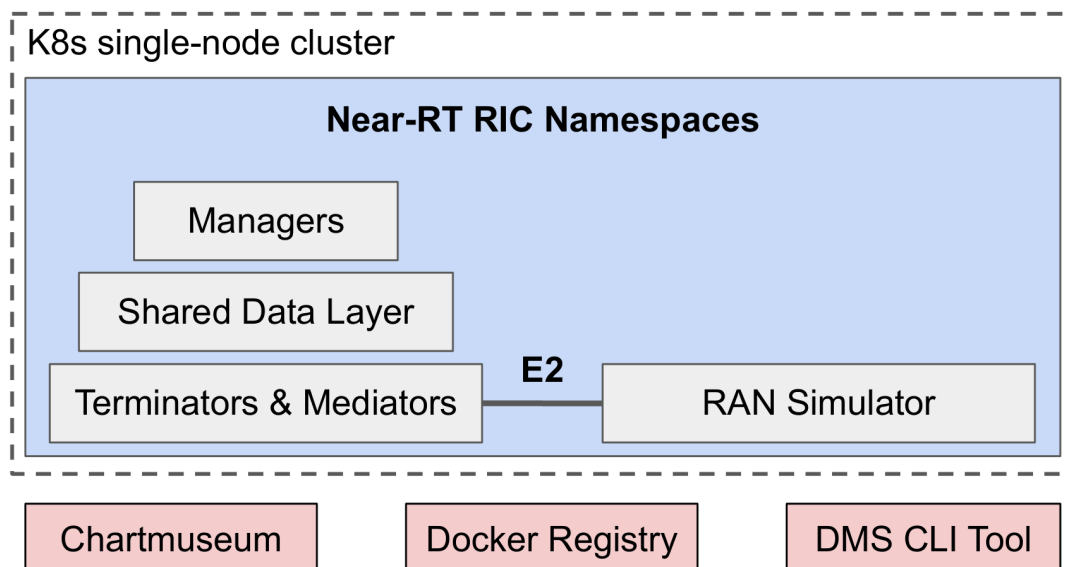 K8s single-node cluster
Near-RT RIC Namespaces
Managers
Shared Data Layer
E2
Terminators & Mediators
RAN Simulator
Chartmuseum
Docker Registry
DMS CLI Tool